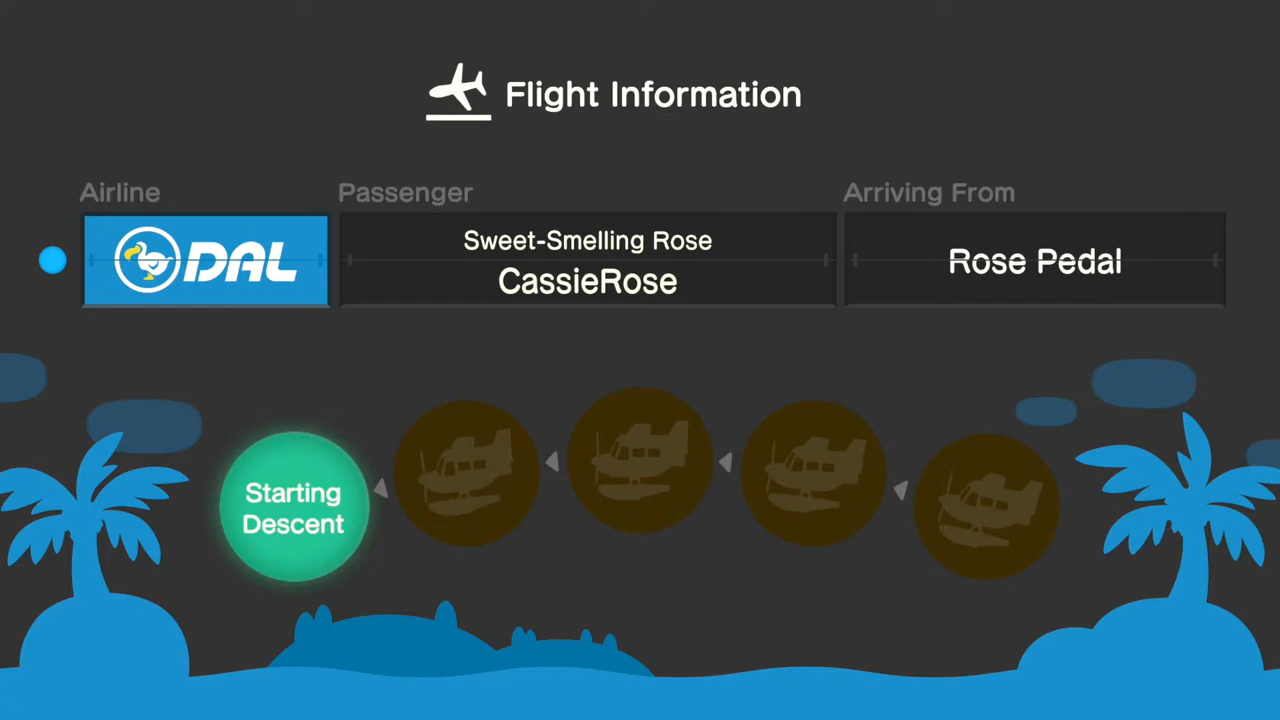 Flight Information
Airline
Passenger
Arriving From
DAL
Sweet-Smelling Rose
CassieRose
Rose Pedal
Starting
Descent